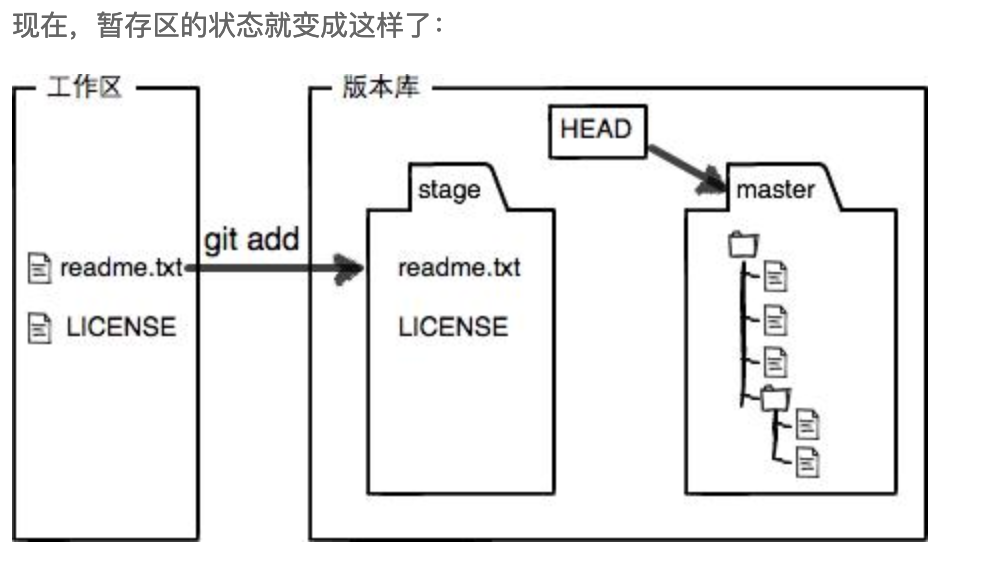 现在，暂存区的状态就变成这样了：
工作区
版本库
HEAD
stage
master
git add
readme.txt
readme.txt
LICENSE
LICENSE